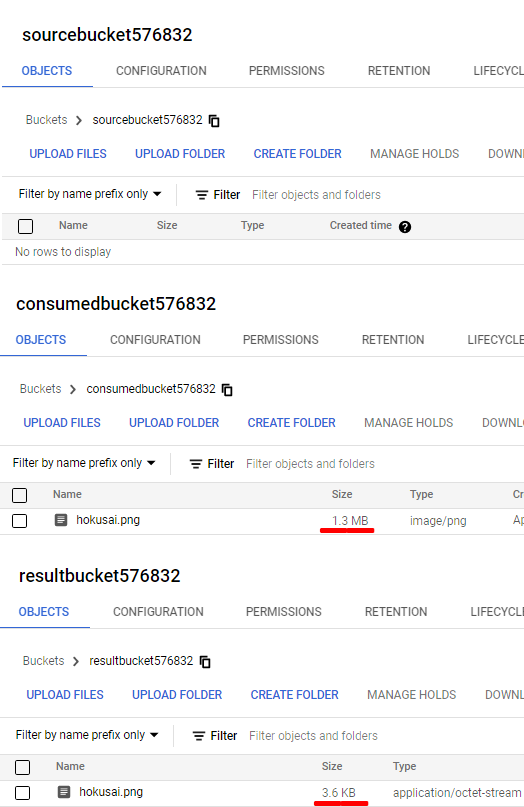 sourcebucket576832
OBJECTS CONFIGURATION PERMISSIONS RETENTION LIFECYCL
Buckets > sourcebucket576832
UPLOAD FILES UPLOAD FOLDER CREATE FOLDER MANAGE HOLDS DOWN
Filter by name prefix only Filter Filter objects and folders
Name Size Type Created time ?
No rows to display
consumedbucket576832
OBJECTS CONFIGURATION PERMISSIONS RETENTION LIFECYCLE
Buckets > consumedbucket576832
UPLOAD FILES UPLOAD FOLDER CREATE FOLDER MANAGE HOLDS DOWNL
Filter by name prefix only Filter Filter objects and folders
Name Size Type Cr
hokusai.png 1.3 MB image/png Ap
resultbucket576832
OBJECTS CONFIGURATION PERMISSIONS RETENTION LIFECYCLE
Buckets > resultbucket576832
UPLOAD FILES UPLOAD FOLDER CREATE FOLDER MANAGE HOLDS DOWNL
Filter by name prefix only Filter Filter objects and folders
Name Size Type
hokusai.png 3.6 KB application/octet-stream